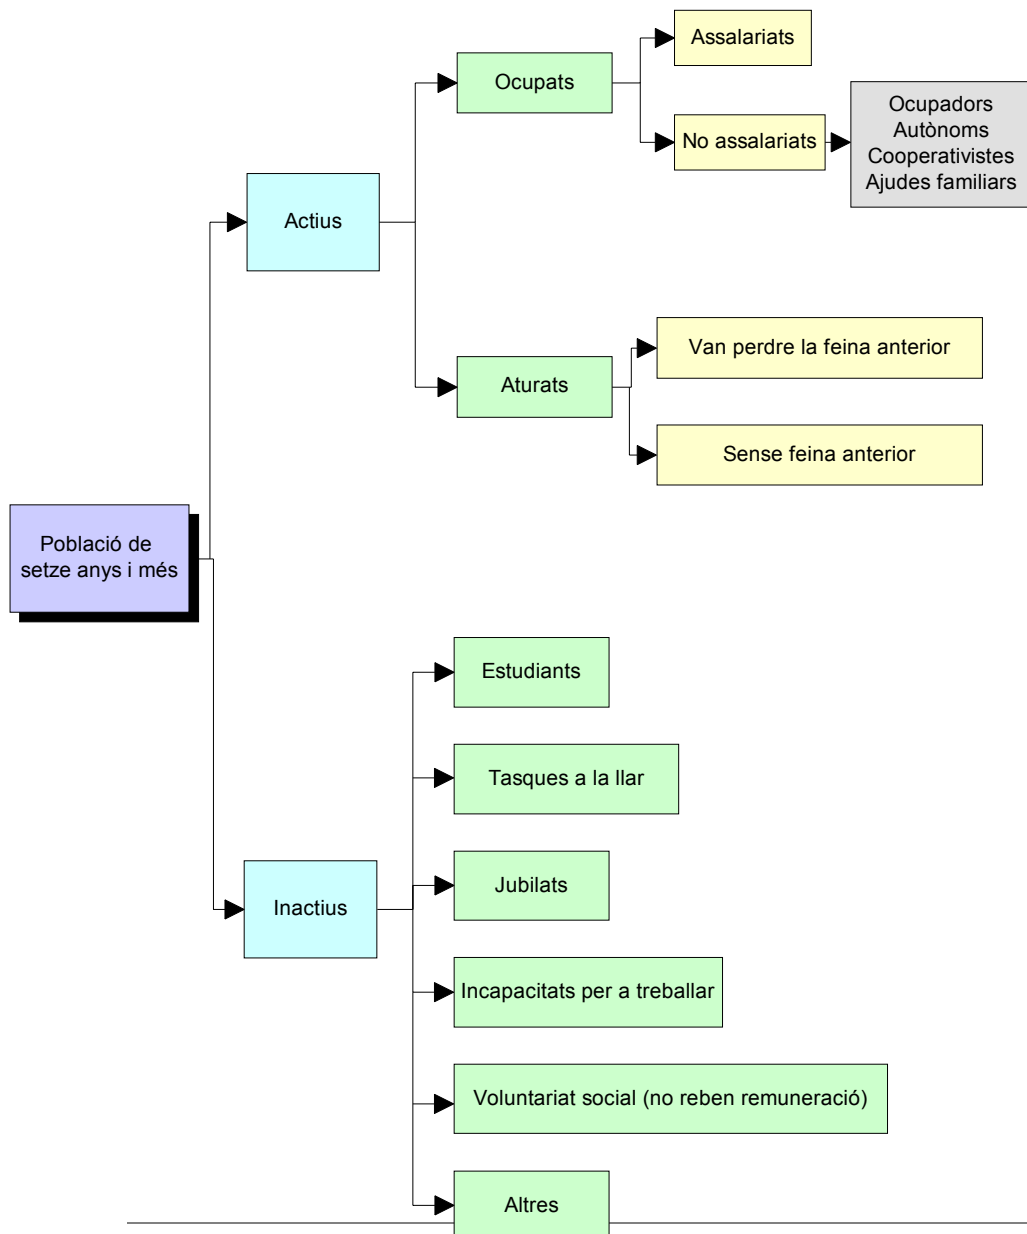 Assalariats
Ocupats
No assalariats
Ocupadors
Autònoms
Cooperativistes
Ajudes familiars
Actius
Van perdre la feina anterior
Aturats
Sense feina anterior
Població de
setze anys i més
Estudiants
Tasques a la llar
Jubilats
Inactius
Incapacitats per a treballar
Voluntariat social (no reben remuneració)
Altres